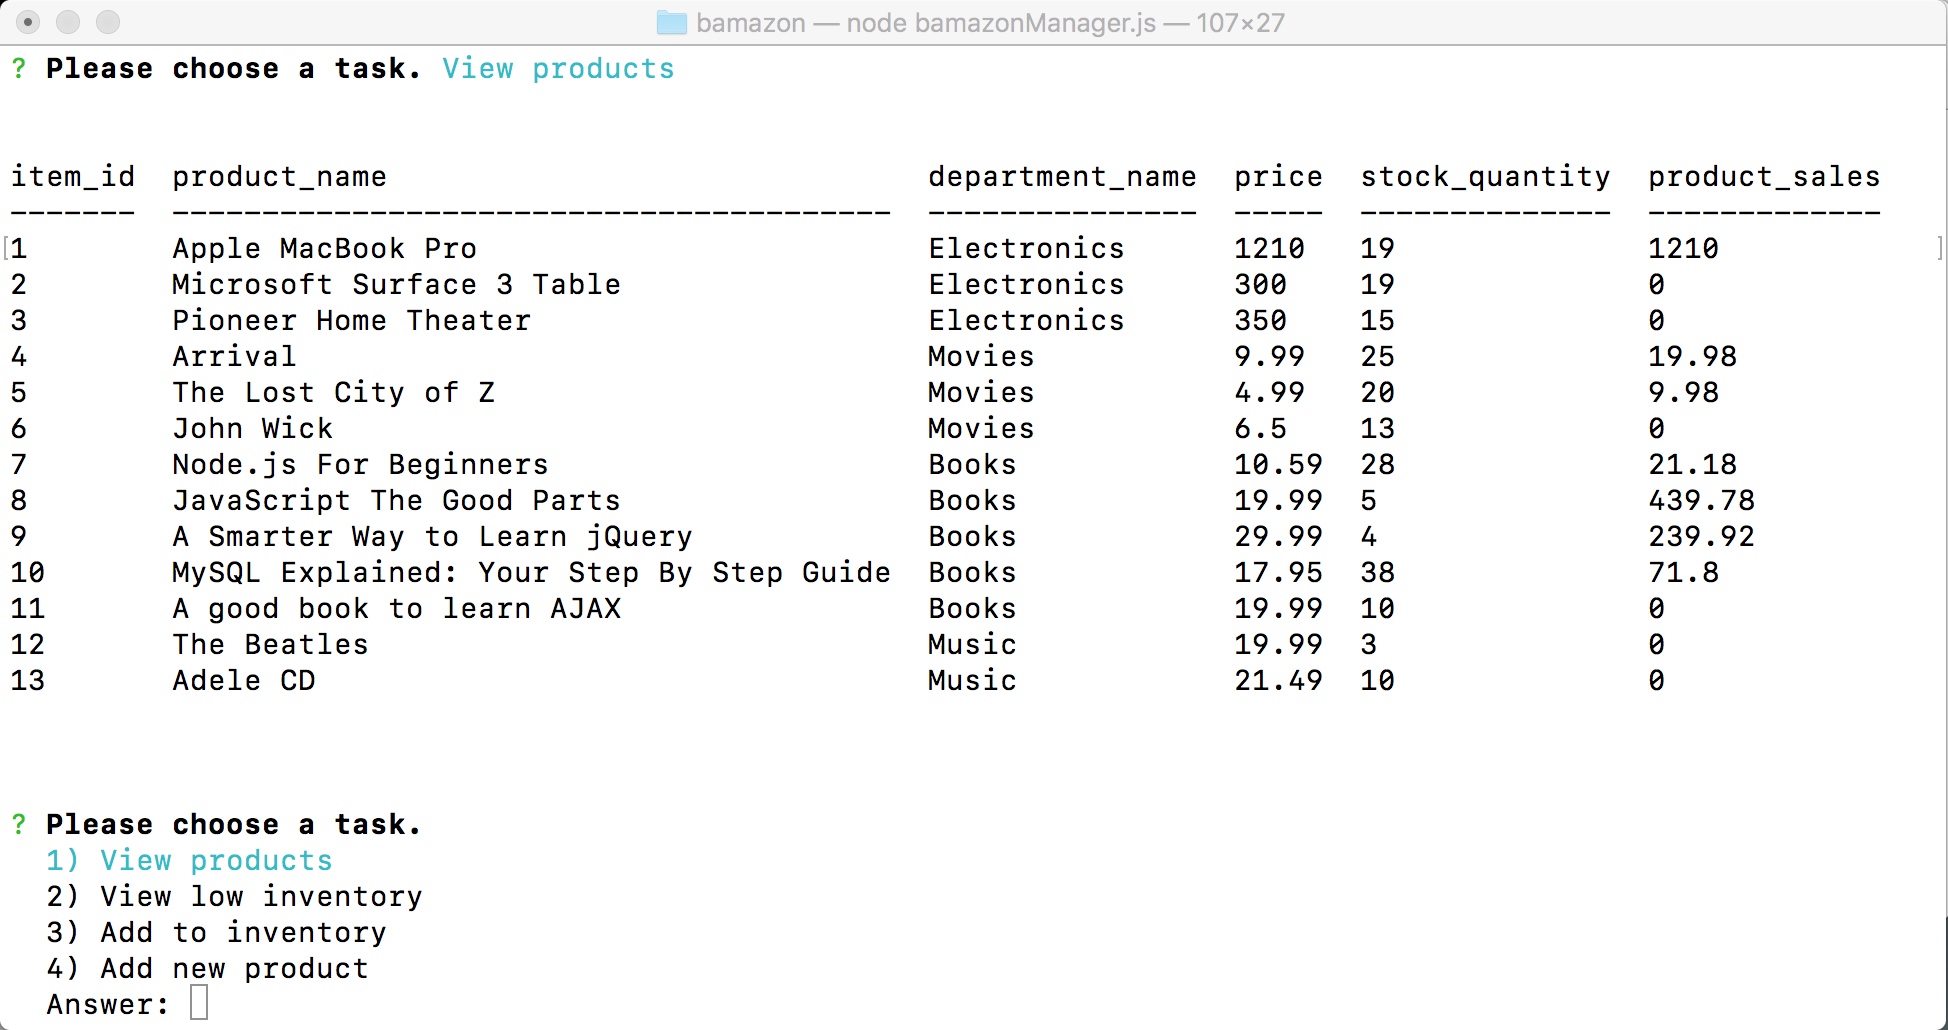 bamazon — node bamazonManager.js — 107×27
? Please choose a task. View products
item_id  product_name                              department_name  price  stock_quantity  product_sales
-------  ----------------------------------------  ---------------  -----  --------------  -------------
1        Apple MacBook Pro                         Electronics      1210   19              1210
2        Microsoft Surface 3 Table                 Electronics      300    19              0
3        Pioneer Home Theater                      Electronics      350    15              0
4        Arrival                                   Movies           9.99   25              19.98
5        The Lost City of Z                        Movies           4.99   20              9.98
6        John Wick                                 Movies           6.5    13              0
7        Node.js For Beginners                     Books            10.59  28              21.18
8        JavaScript The Good Parts                 Books            19.99  5               439.78
9        A Smarter Way to Learn jQuery             Books            29.99  4               239.92
10       MySQL Explained: Your Step By Step Guide  Books            17.95  38              71.8
11       A good book to learn AJAX                 Books            19.99  10              0
12       The Beatles                               Music            19.99  3               0
13       Adele CD                                  Music            21.49  10              0
? Please choose a task.
1) View products
2) View low inventory
3) Add to inventory
4) Add new product
Answer: